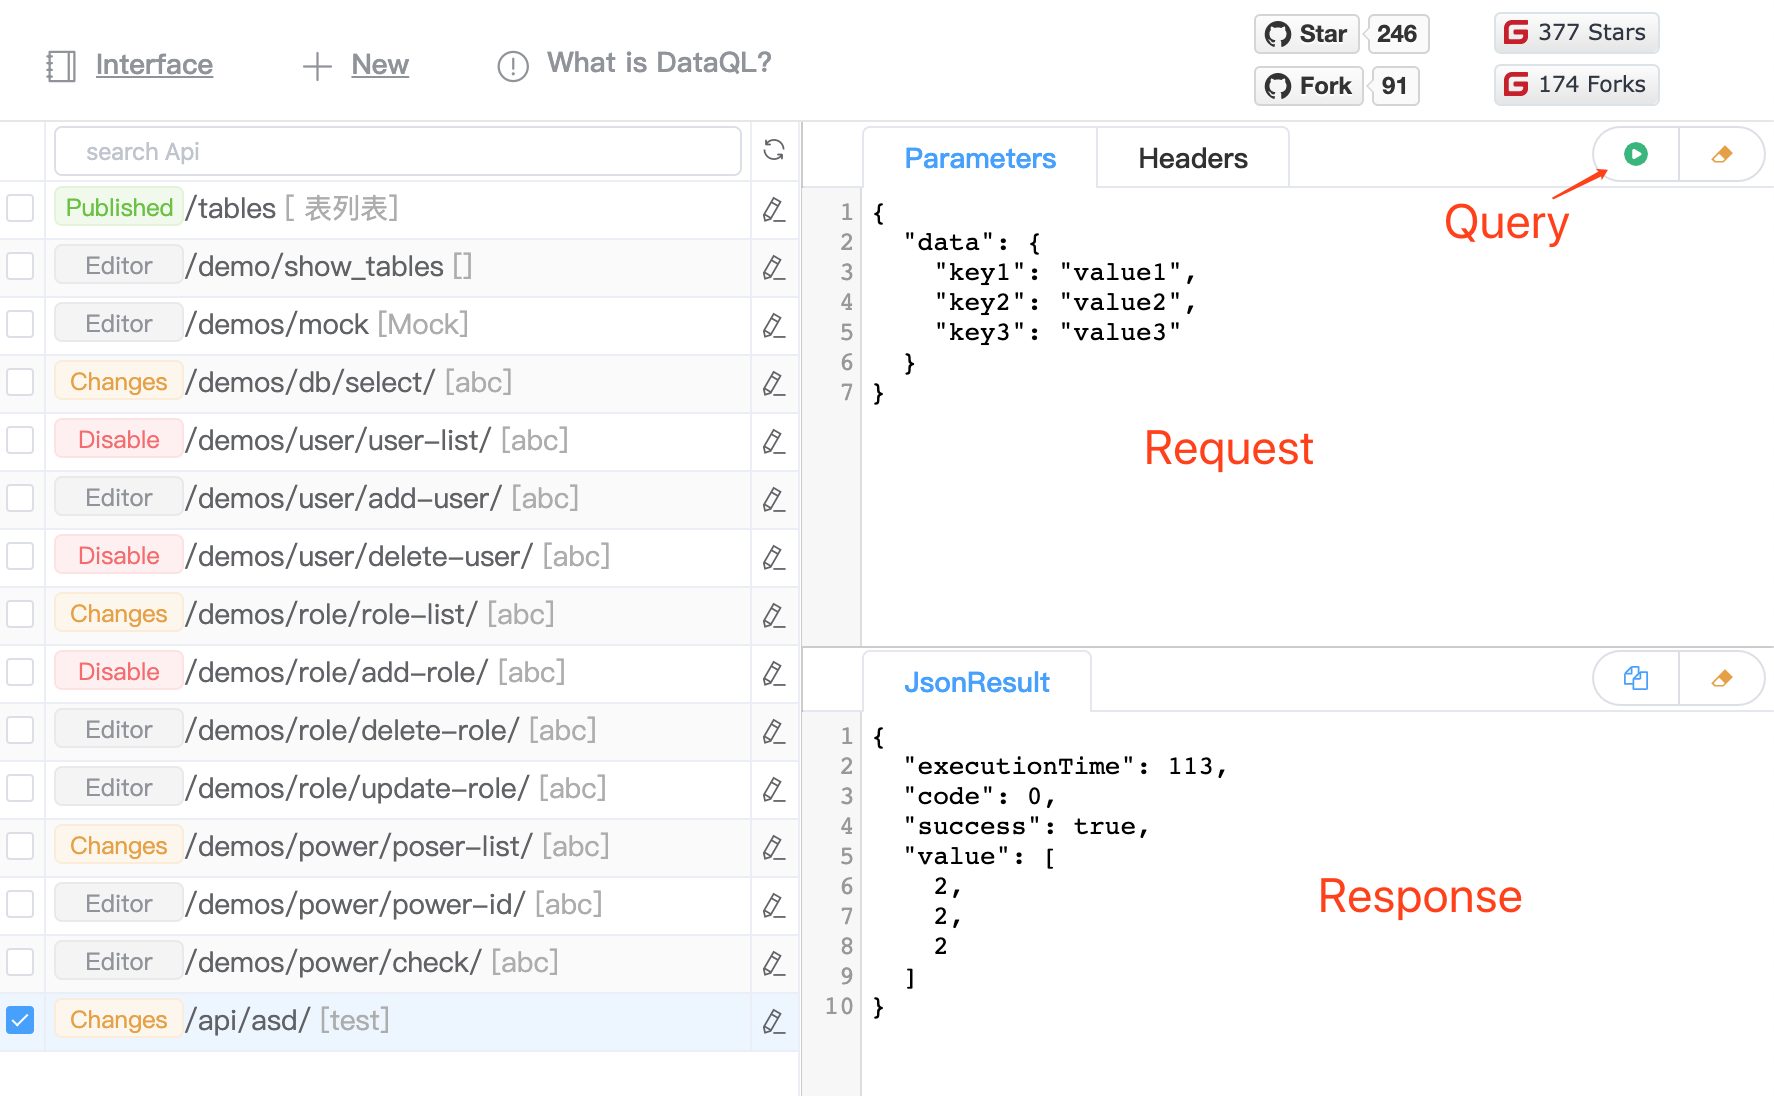 Interface
New
What is DataQL?
Star 246
Fork 91
377 Stars
174 Forks
search Api
Published /tables [ 表列表]
Editor /demo/show_tables []
Editor /demos/mock [Mock]
Changes /demos/db/select/ [abc]
Disable /demos/user/user-list/ [abc]
Editor /demos/user/add-user/ [abc]
Disable /demos/user/delete-user/ [abc]
Changes /demos/role/role-list/ [abc]
Disable /demos/role/add-role/ [abc]
Editor /demos/role/delete-role/ [abc]
Editor /demos/role/update-role/ [abc]
Changes /demos/power/poser-list/ [abc]
Editor /demos/power/power-id/ [abc]
Editor /demos/power/check/ [abc]
Changes /api/asd/ [test]
Parameters
Headers
Query
1 {
2 "data": {
3 "key1": "value1",
4 "key2": "value2",
5 "key3": "value3"
6 }
7 }
Request
JsonResult
1 {
2 "executionTime": 113,
3 "code": 0,
4 "success": true,
5 "value": [
6 2,
7 2,
8 2
9 ]
10 }
Response